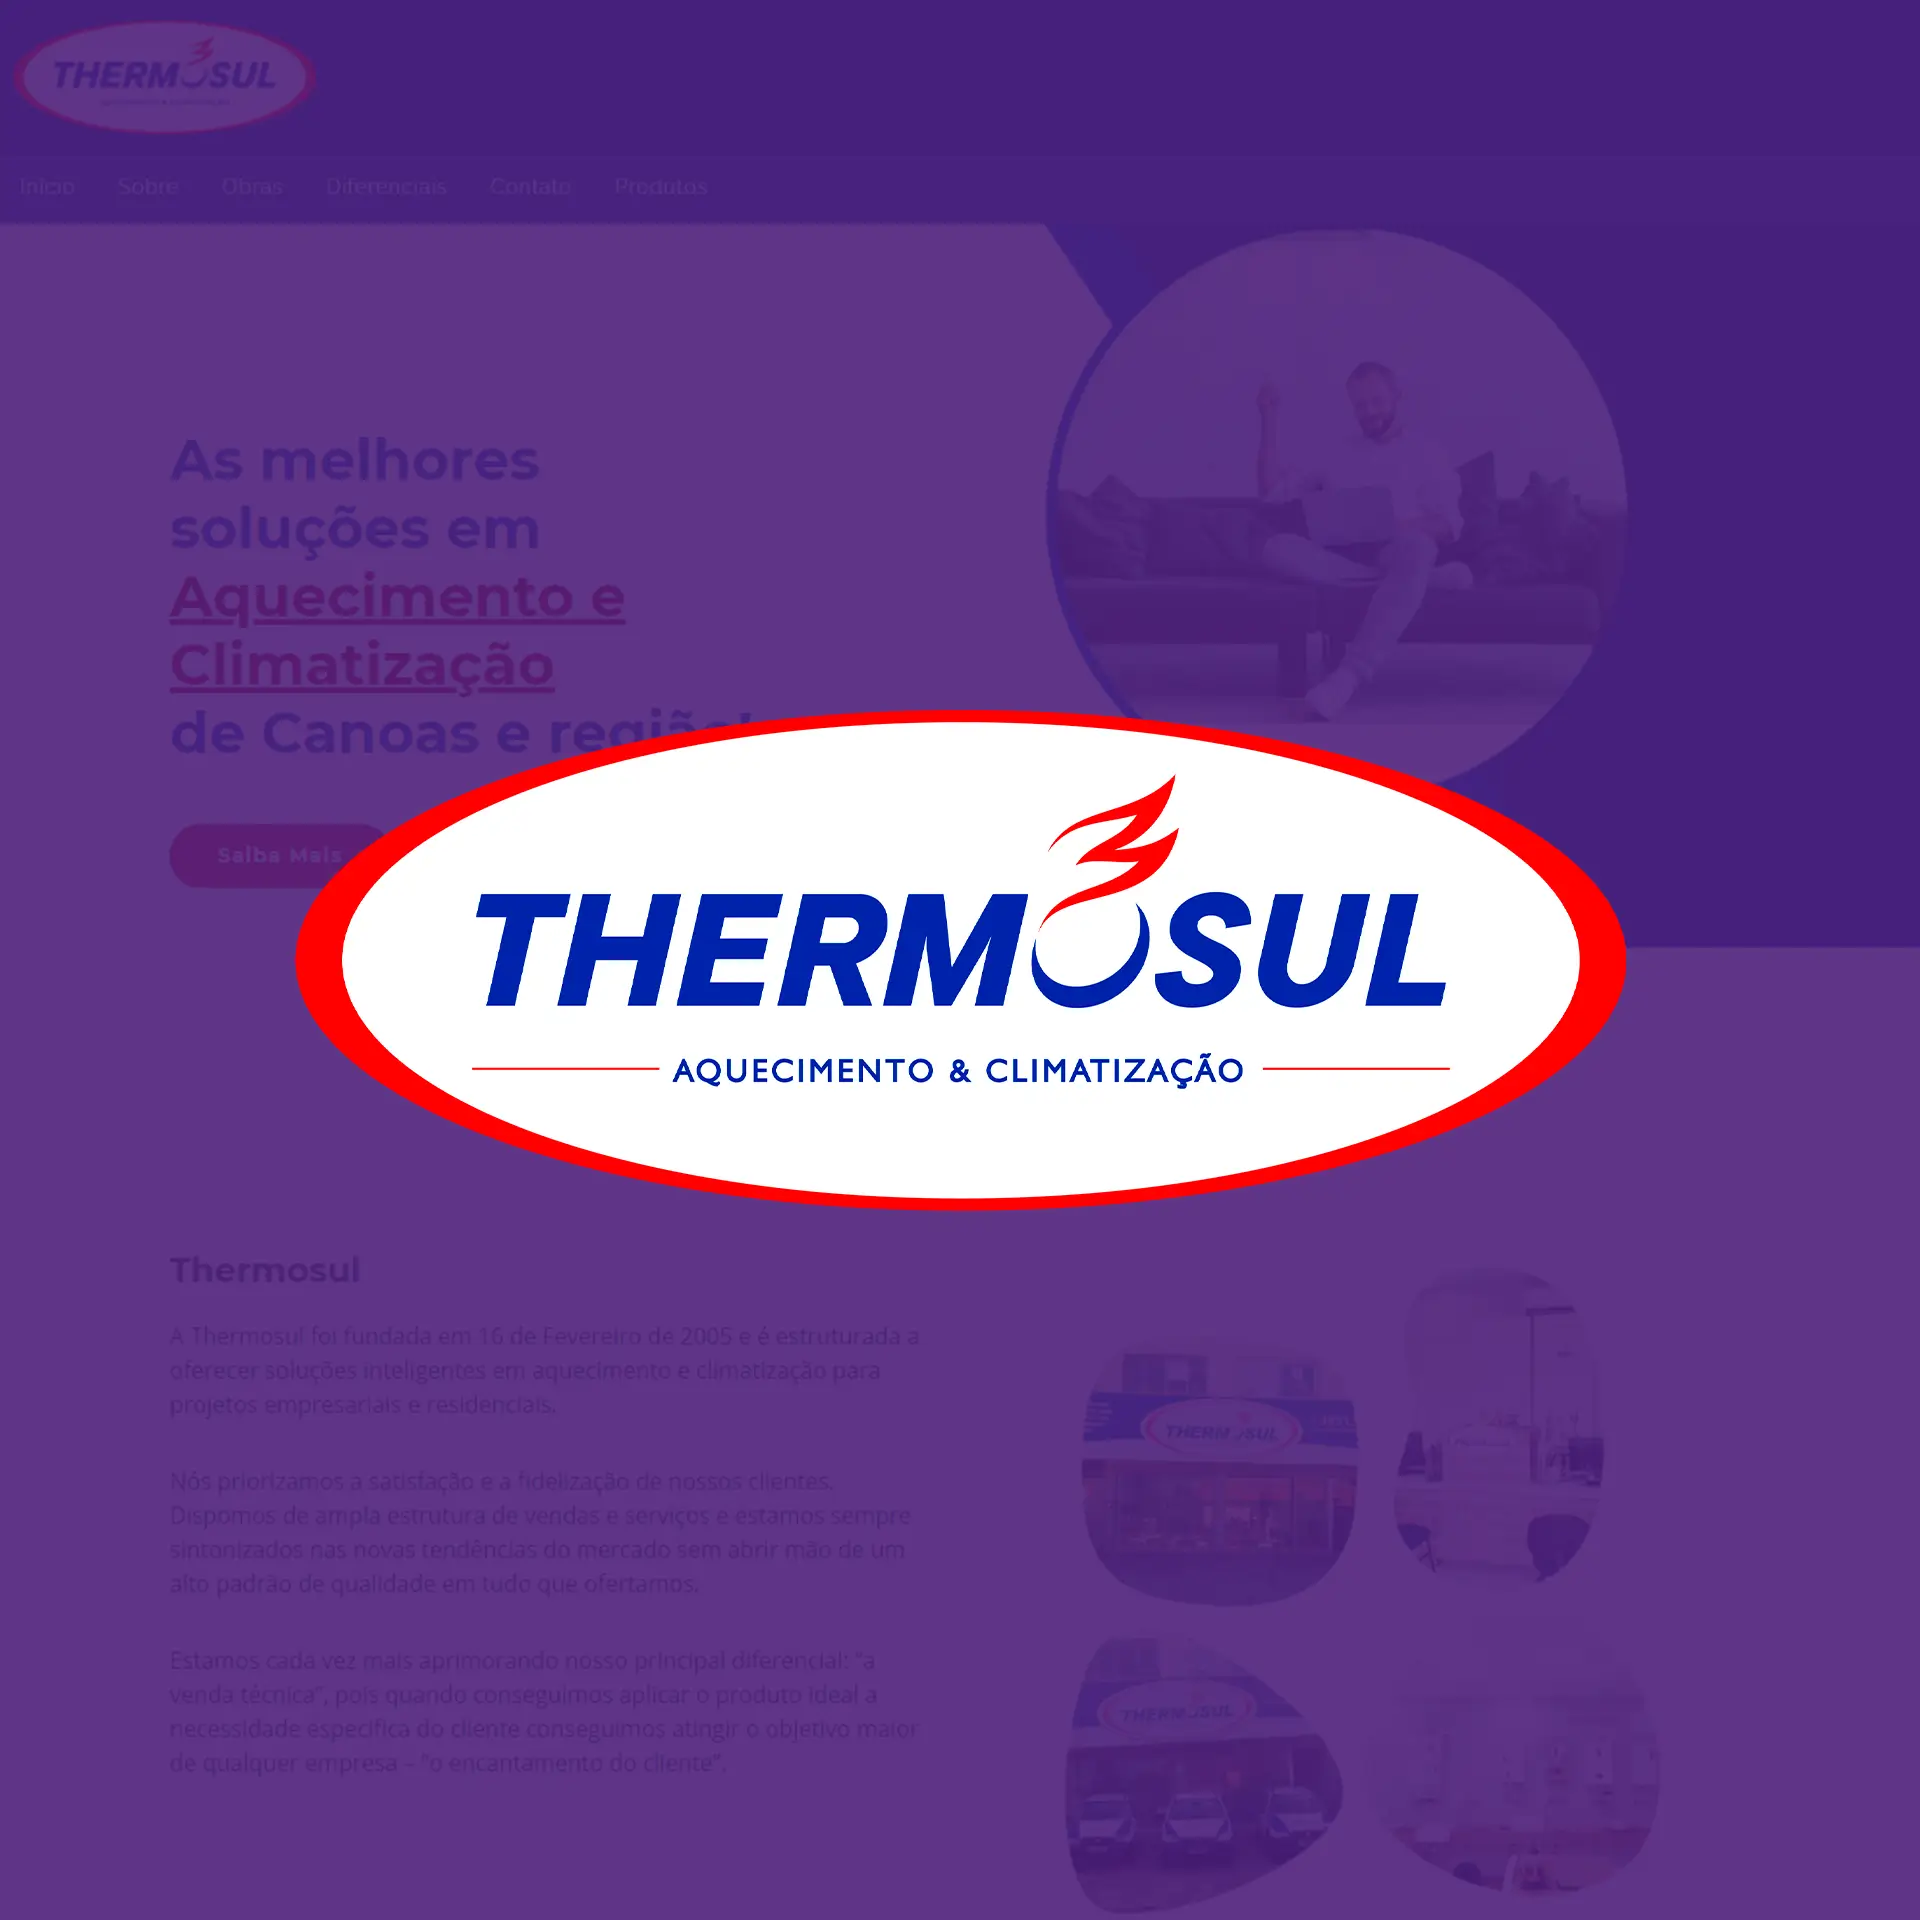 THERMOSUL
Início Sobre Obras Diferenciais Contato Produtos
As melhores
soluções em
Aquecimento e
Climatização
de Canoas e região!
Saiba Mais
THERMOSUL
AQUECIMENTO & CLIMATIZAÇÃO
Thermosul
A Thermosul foi fundada em 16 de Fevereiro de 2005 e é estruturada a
oferecer soluções inteligentes em aquecimento e climatização para
projetos empresariais e residenciais.
Nós priorizamos a satisfação e a fidelização de nossos clientes.
Dispomos de ampla estrutura de vendas e serviços e estamos sempre
sintonizados nas novas tendências do mercado sem abrir mão de um
alto padrão de qualidade em tudo que ofertamos.
Estamos cada vez mais aprimorando nosso principal diferencial: "a
venda técnica", pois quando conseguimos aplicar o produto ideal a
necessidade especifica do cliente conseguimos atingir o objetivo maior
de qualquer empresa – "o encantamento do cliente".
THERMOSUL
THERMOSUL